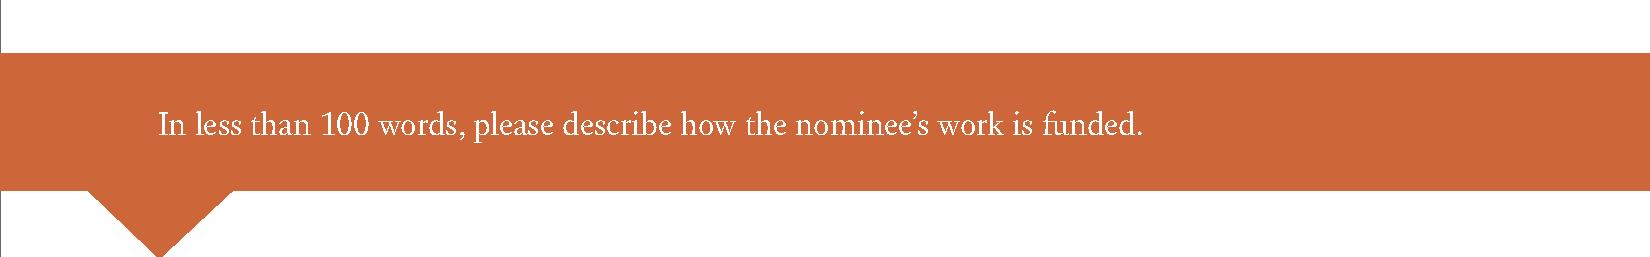 In less than 100 words, please describe how the nominee’s work is funded.